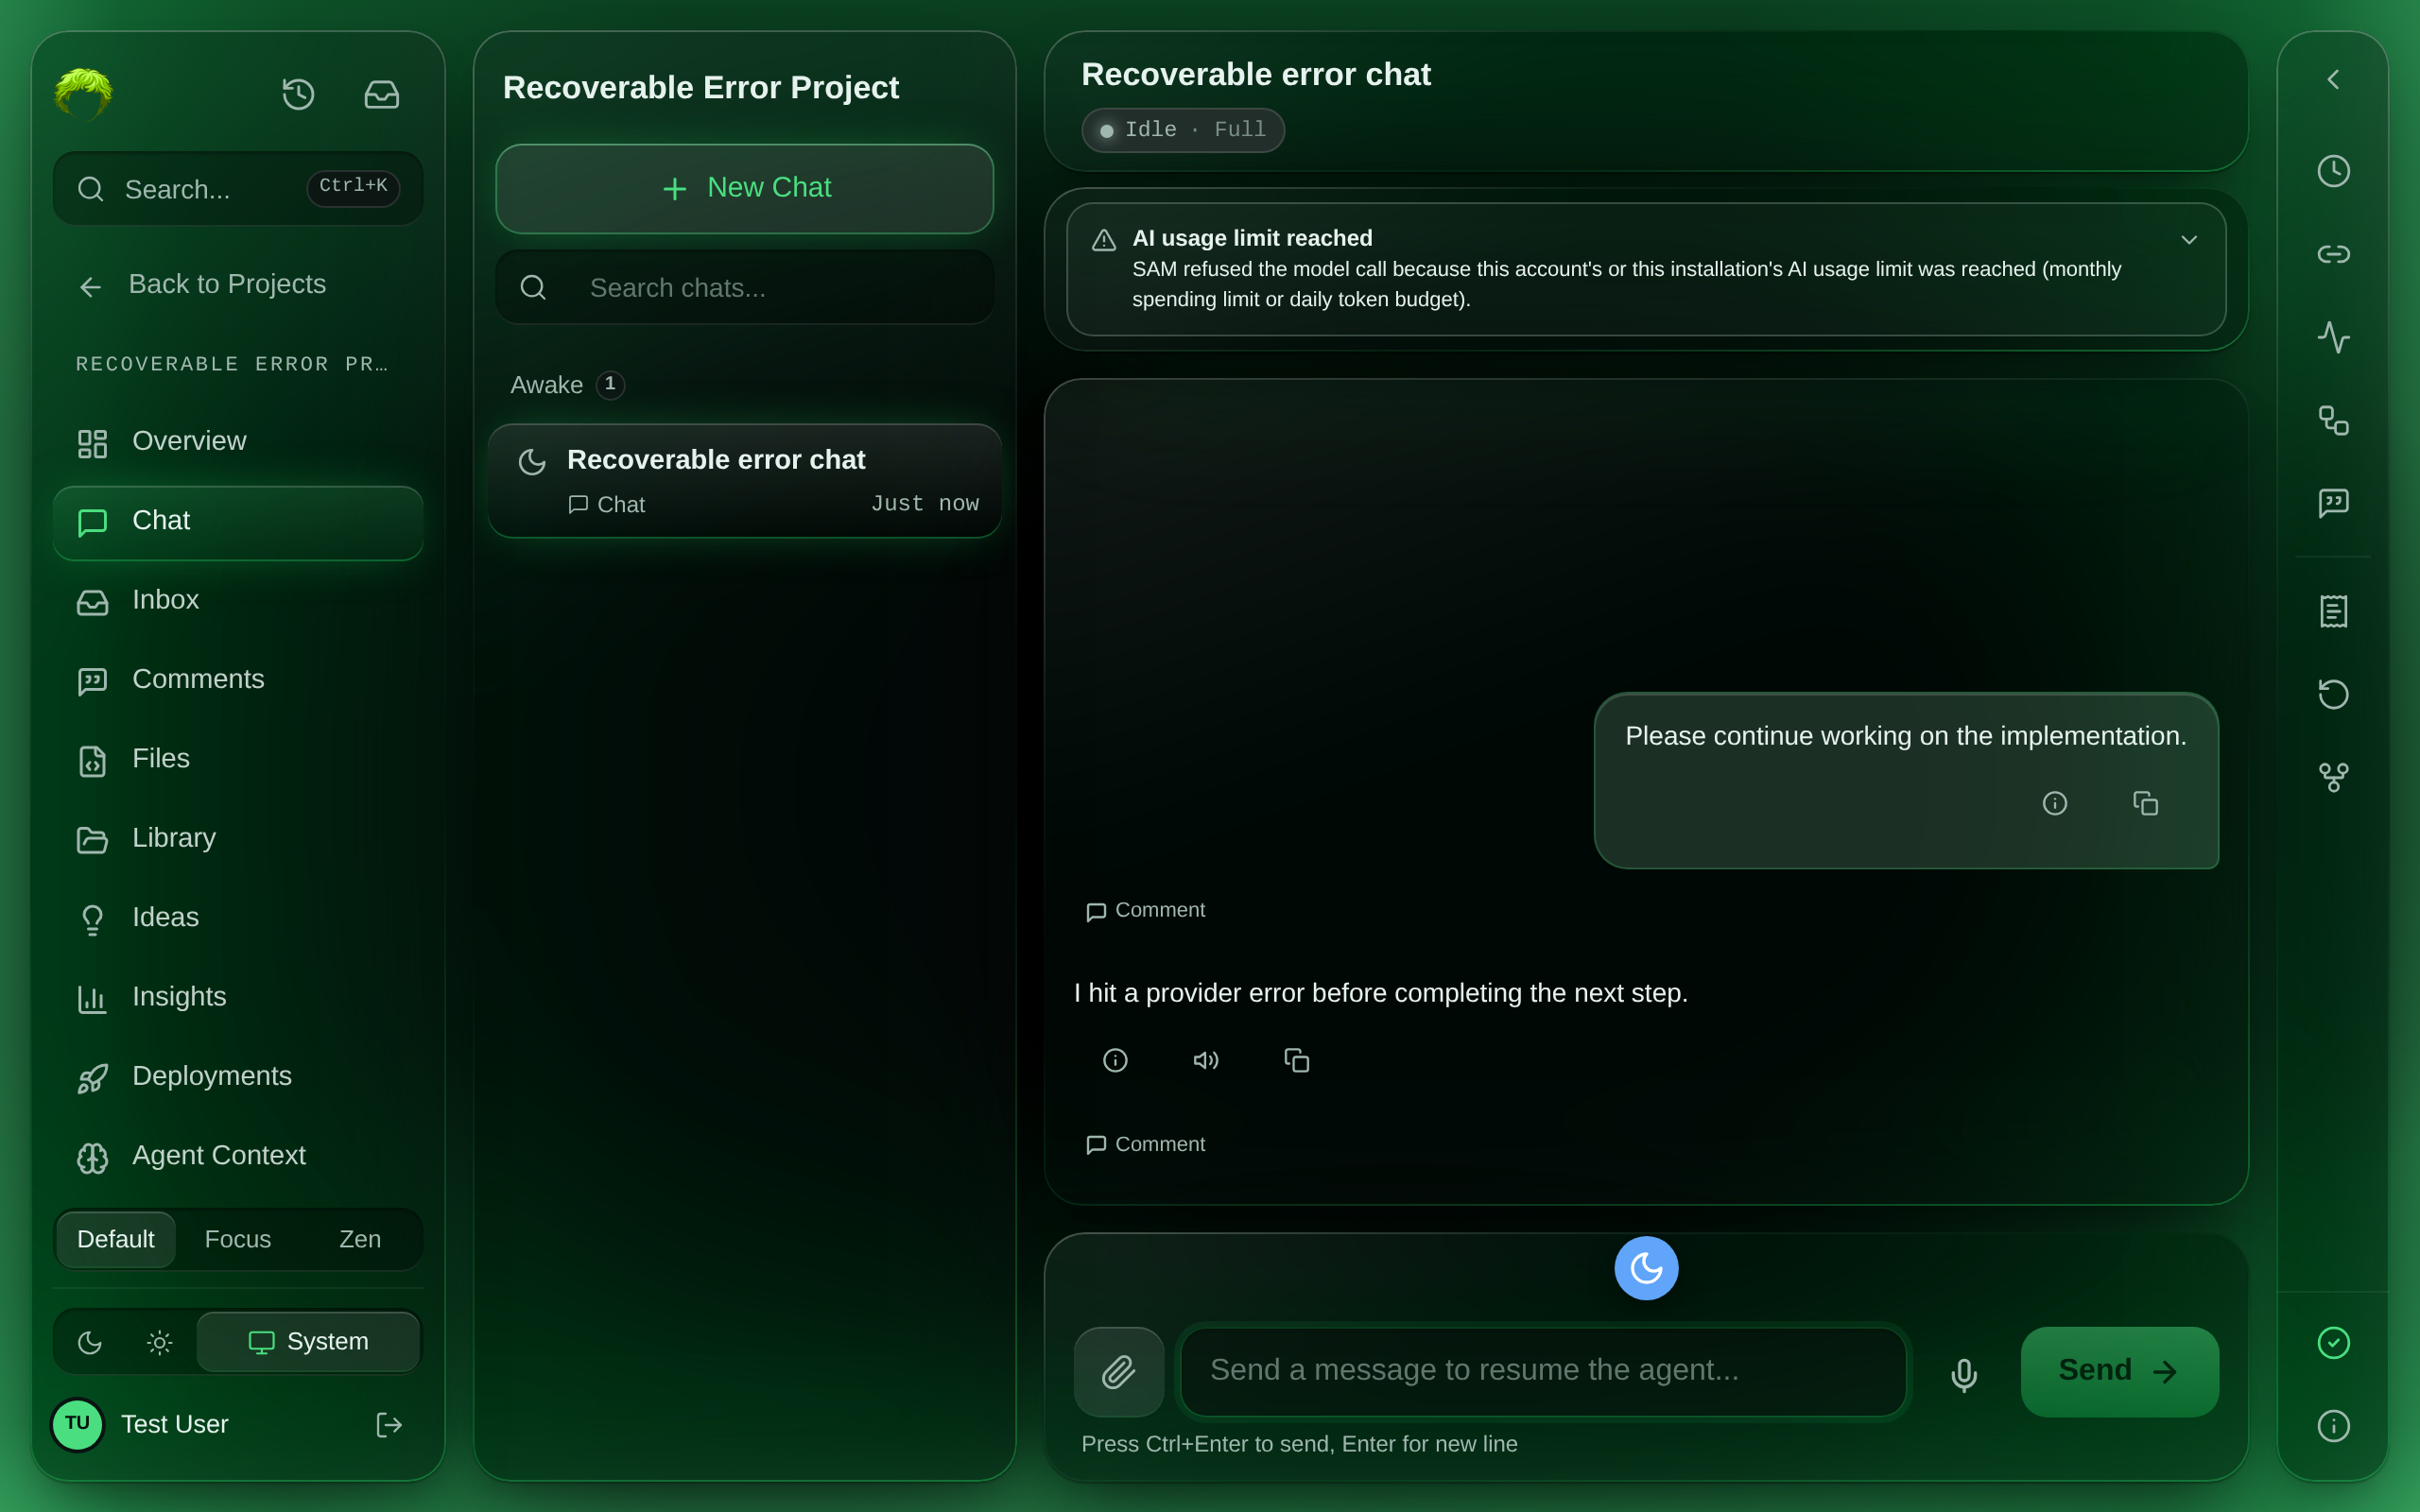 Search...
Ctrl+K
Back to Projects
RECOVERABLE ERROR PR…
Overview
Chat
Inbox
Comments
Files
Library
Ideas
Insights
Deployments
Agent Context
Default
Focus
Zen
System
TU
Test User
Recoverable Error Project
New Chat
Search chats...
Awake
1
Recoverable error chat
Chat
Just now
Recoverable error chat
Idle · Full
AI usage limit reached
SAM refused the model call because this account's or this installation's AI usage limit was reached (monthly
spending limit or daily token budget).
Please continue working on the implementation.
Comment
I hit a provider error before completing the next step.
Comment
Send a message to resume the agent...
Send
Press Ctrl+Enter to send, Enter for new line